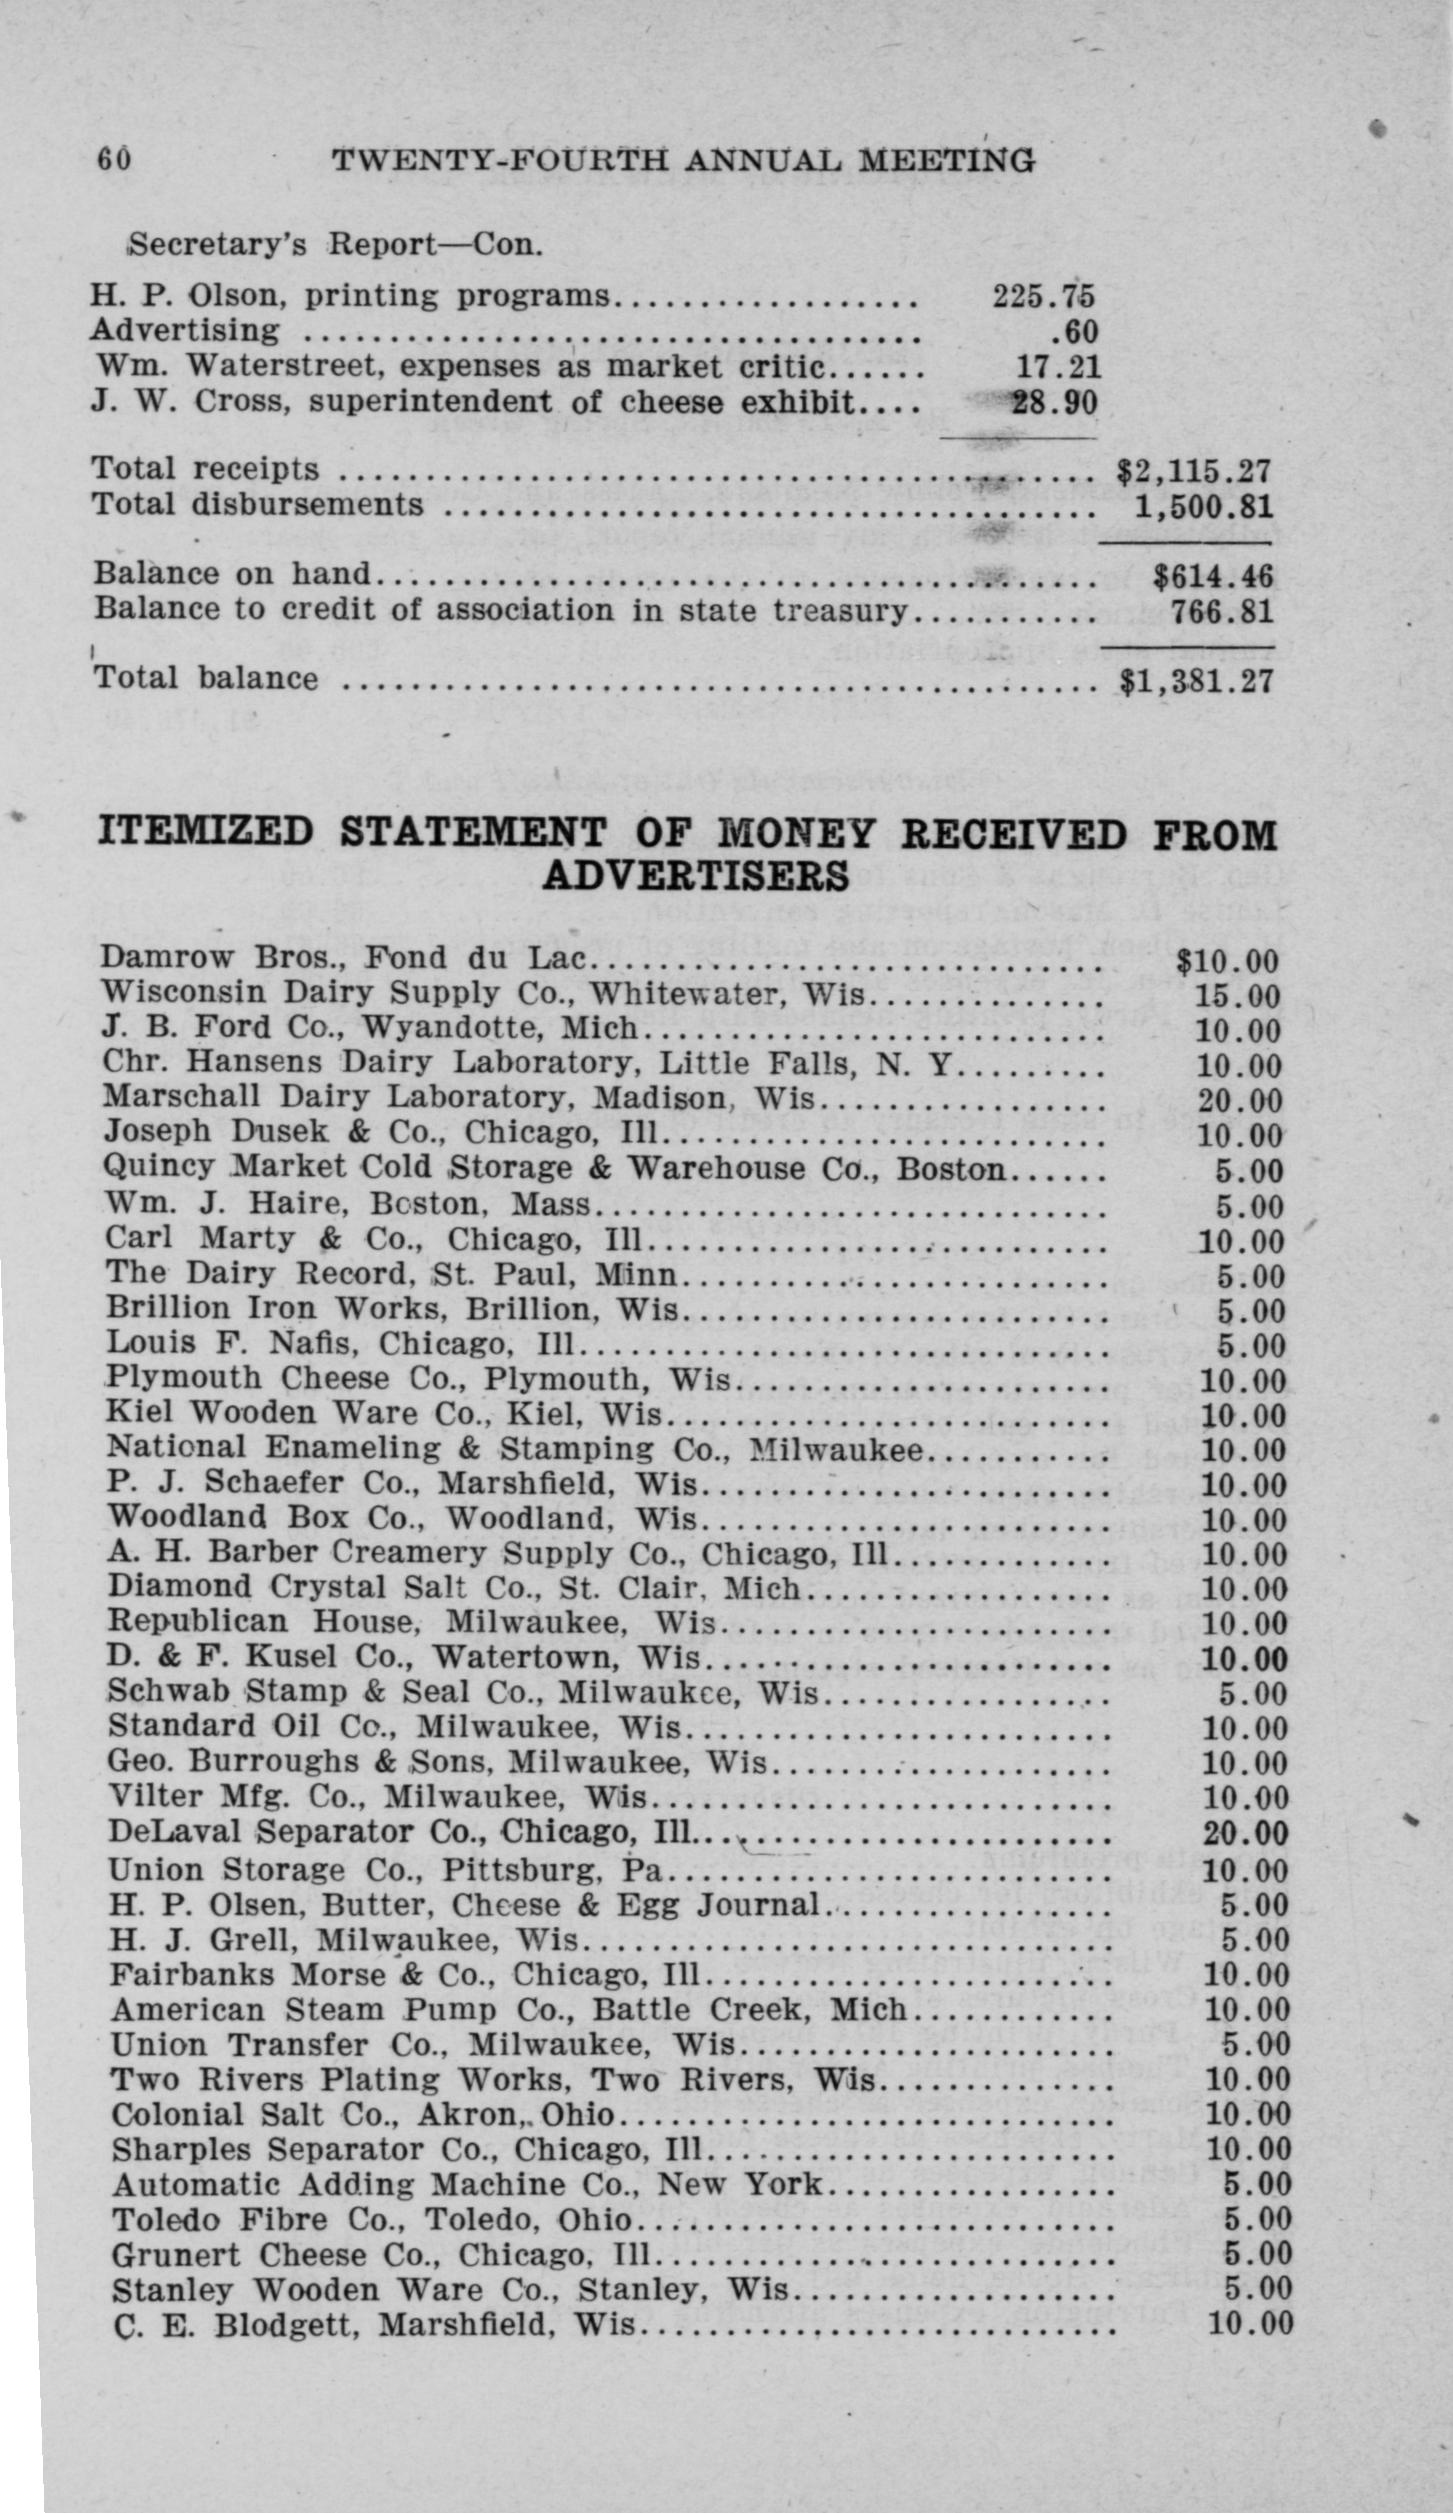 60 TWENTY-FOURTH ANNUAL MEETING
Secretary's Report—Con.
H. P. Olson, printing programs.................. 225.75
Advertising .................................... .60
Wm. Waterstreet, expenses as market critic...... 17.21
J. W. Cross, superintendent of cheese exhibit.... 28.90
Total receipts ............................................ $2,115.27
Total disbursements ...................................... 1,500.81
Balance on hand.......................................... $614.46
Balance to credit of association in state treasury........... 766.81
Total balance ............................................ $1,381.27
ITEMIZED STATEMENT OF MONEY RECEIVED FROM
ADVERTISERS
Damrow Bros., Fond du Lac.............................. $10.00
Wisconsin Dairy Supply Co., Whitewater, Wis.............. 15.00
J. B. Ford Co., Wyandotte, Mich........................... 10.00
Chr. Hansens Dairy Laboratory, Little Falls, N. Y......... 10.00
Marschall Dairy Laboratory, Madison, Wis................. 20.00
Joseph Dusek & Co., Chicago, Ill.......................... 10.00
Quincy Market Cold Storage & Warehouse Co., Boston...... 5.00
Wm. J. Haire, Boston, Mass.............................. 5.00
Carl Marty & Co., Chicago, Ill........................... 10.00
The Dairy Record, St. Paul, Minn......................... 5.00
Brillion Iron Works, Brillion, Wis......................... 5.00
Louis F. Nafis, Chicago, Ill............................... 5.00
Plymouth Cheese Co., Plymouth, Wis...................... 10.00
Kiel Wooden Ware Co., Kiel, Wis.......................... 10.00
National Enameling & Stamping Co., Milwaukee........... 10.00
P. J. Schaefer Co., Marshfield, Wis........................ 10.00
Woodland Box Co., Woodland, Wis........................ 10.00
A. H. Barber Creamery Supply Co., Chicago, Ill............. 10.00
Diamond Crystal Salt Co., St. Clair, Mich.................. 10.00
Republican House, Milwaukee, Wis....................... 10.00
D. & F. Kusel Co., Watertown, Wis........................ 10.00
Schwab Stamp & Seal Co., Milwaukee, Wis................. 5.00
Standard Oil Co., Milwaukee, Wis......................... 10.00
Geo. Burroughs & Sons, Milwaukee, Wis.................... 10.00
Vilter Mfg. Co., Milwaukee, Wis........................... 10.00
DeLaval Separator Co., Chicago, Ill......................... 20.00
Union Storage Co., Pittsburg, Pa.......................... 10.00
H. P. Olsen, Butter, Cheese & Egg Journal................. 5.00
H. J. Grell, Milwaukee, Wis............................... 5.00
Fairbanks Morse & Co., Chicago, Ill........................ 10.00
American Steam Pump Co., Battle Creek, Mich............ 10.00
Union Transfer Co., Milwaukee, Wis...................... 5.00
Two Rivers Plating Works, Two Rivers, Wis.............. 10.00
Colonial Salt Co., Akron, Ohio............................. 10.00
Sharples Separator Co., Chicago, Ill........................ 10.00
Automatic Adding Machine Co., New York................. 5.00
Toledo Fibre Co., Toledo, Ohio............................ 5.00
Grunert Cheese Co., Chicago, Ill........................... 5.00
Stanley Wooden Ware Co., Stanley, Wis................... 5.00
C. E. Blodgett, Marshfield, Wis............................ 10.00